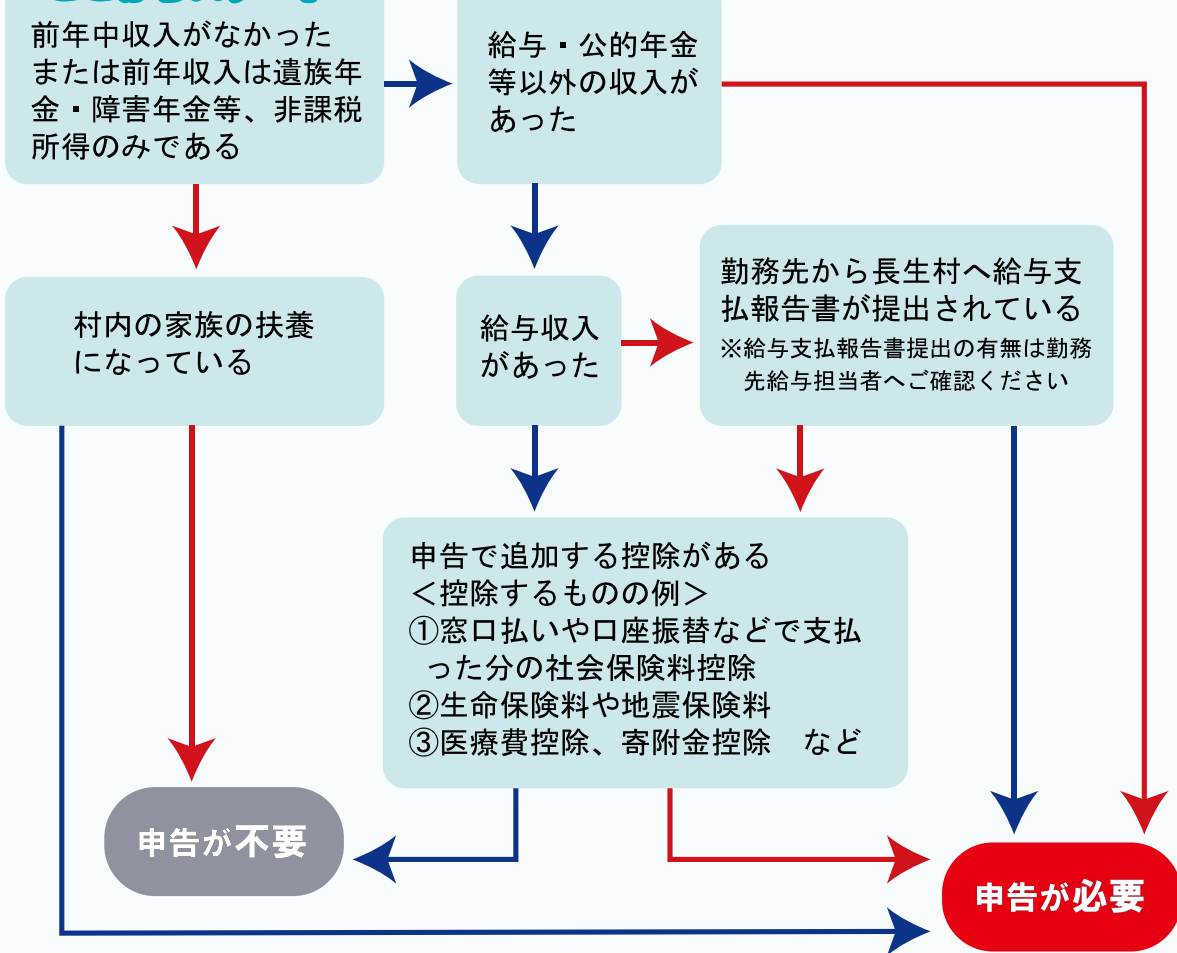 前年中収入がなかった
または前年収入は遺族年
金・障害年金等、非課税
所得のみである
給与・公的年金
等以外の収入が
あった
村内の家族の扶養
になっている
給与収入
があった
勤務先から長生村へ給与支
払報告書が提出されている
※給与支払報告書提出の有無は勤務
先給与担当者へご確認ください
申告で追加する控除がある
＜控除するものの例＞
①窓口払いや口座振替などで支払
った分の社会保険料控除
②生命保険料や地震保険料
③医療費控除、寄附金控除　など
申告が不要
申告が必要